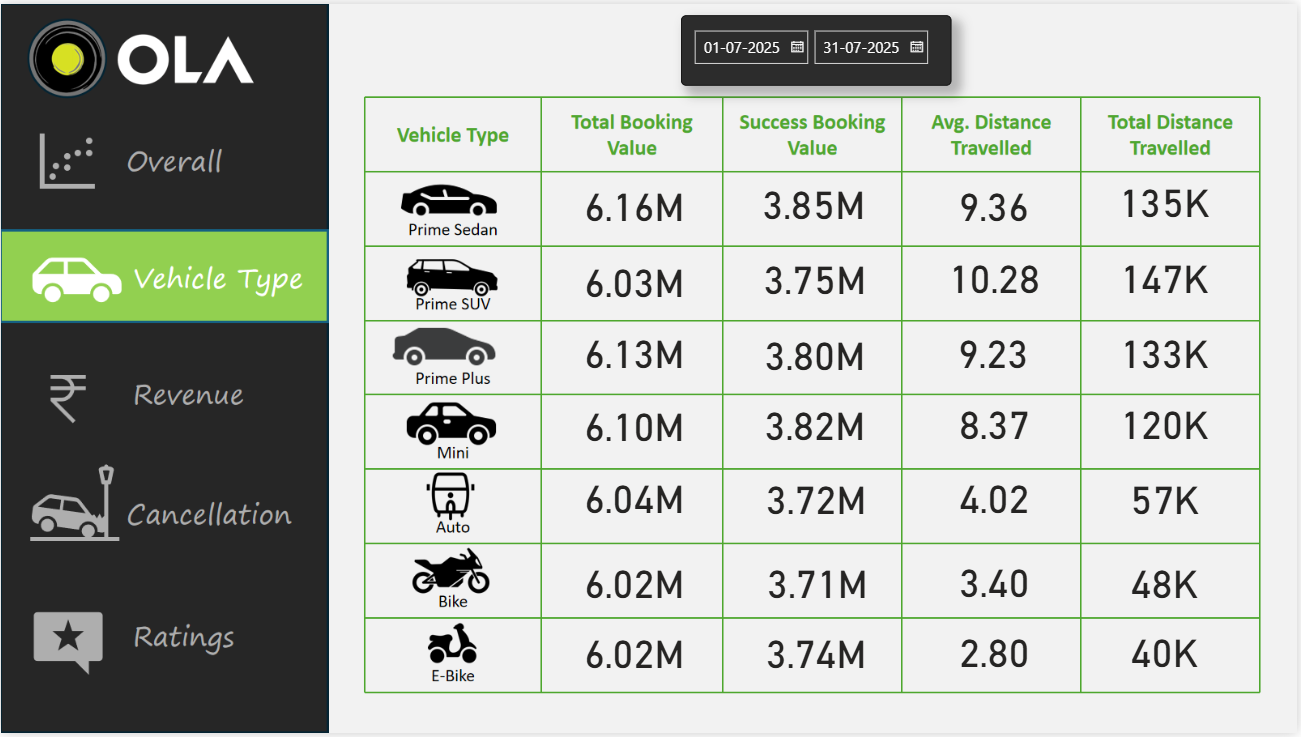 OLA
01-07-2025 31-07-2025
Overall
Vehicle Type
Revenue
Cancellation
Ratings
Vehicle Type
Total Booking
Value
Success Booking
Value
Avg. Distance
Travelled
Total Distance
Travelled
Prime Sedan
6.16M 3.85M 9.36 135K
Prime SUV
6.03M 3.75M 10.28 147K
Prime Plus
6.13M 3.80M 9.23 133K
Mini
6.10M 3.82M 8.37 120K
Auto
6.04M 3.72M 4.02 57K
Bike
6.02M 3.71M 3.40 48K
E-Bike
6.02M 3.74M 2.80 40K